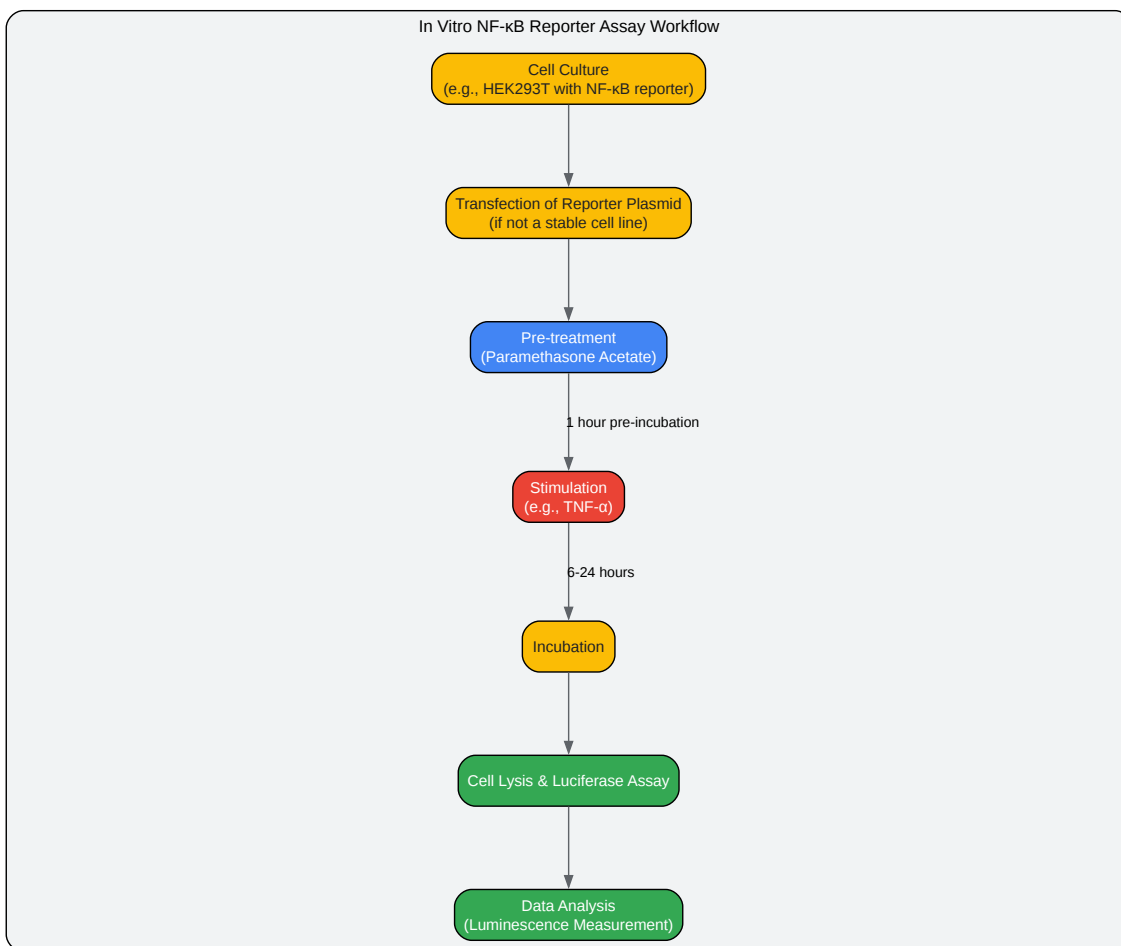 In Vitro NF-κB Reporter Assay Workflow
Cell Culture
(e.g., HEK293T with NF-κB reporter)
Transfection of Reporter Plasmid
(if not a stable cell line)
Pre-treatment
(Paramethasone Acetate)
1 hour pre-incubation
Stimulation
(e.g., TNF-α)
6-24 hours
Incubation
Cell Lysis & Luciferase Assay
Data Analysis
(Luminescence Measurement)